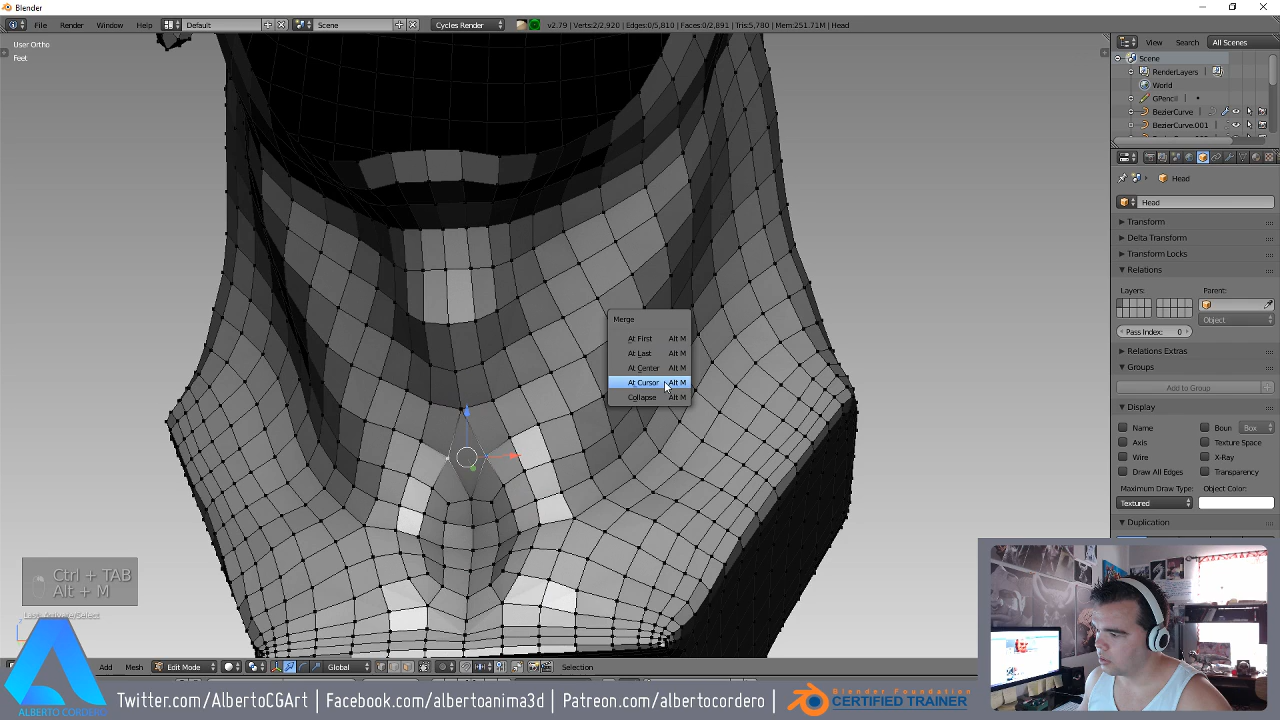 Blender
File
Render
Window
Help
Default
Scene
Cycles Render
v2.79 | Verts:2/2,920 | Edges:0/5,810 | Faces:0/2,891 | Tris:5,780 | Mem:251.71M | Head
User Ortho
Feet
View
Search
All Scenes
Scene
RenderLayers
World
GPencil
BezierCurve
BezierCurve.001
Head
Head
Transform
Delta Transform
Transform Locks
Relations
Layers:
Parent:
Object
Pass Index: 0
Relations Extras
Groups
Add to Group
Display
Name
Boun
Box
Axis
Texture Space
Wire
X-Ray
Draw All Edges
Transparency
Maximum Draw Type:
Object Color:
Textured
Duplication
Merge
At First Alt M
At Last Alt M
At Center Alt M
At Cursor Alt M
Collapse Alt M
Ctrl + TAB
Alt + M
Add
Mesh
Edit Mode
Global
Selection
ALBERTO CORDERO
Twitter.com/AlbertoCGArt | Facebook.com/albertoanima3d | Patreon.com/albertocordero |
Blender Foundation
CERTIFIED TRAINER